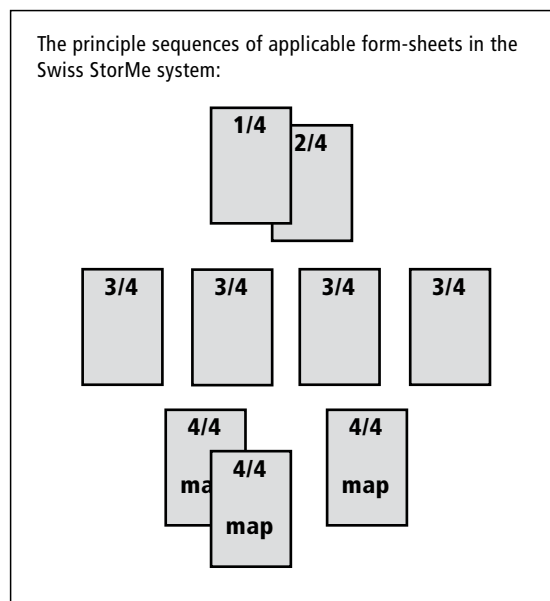 The principle sequences of applicable form-sheets in the
Swiss StorMe system:
1/4
2/4
3/4 3/4 3/4 3/4
4/4 4/4
4/4
ma map
map